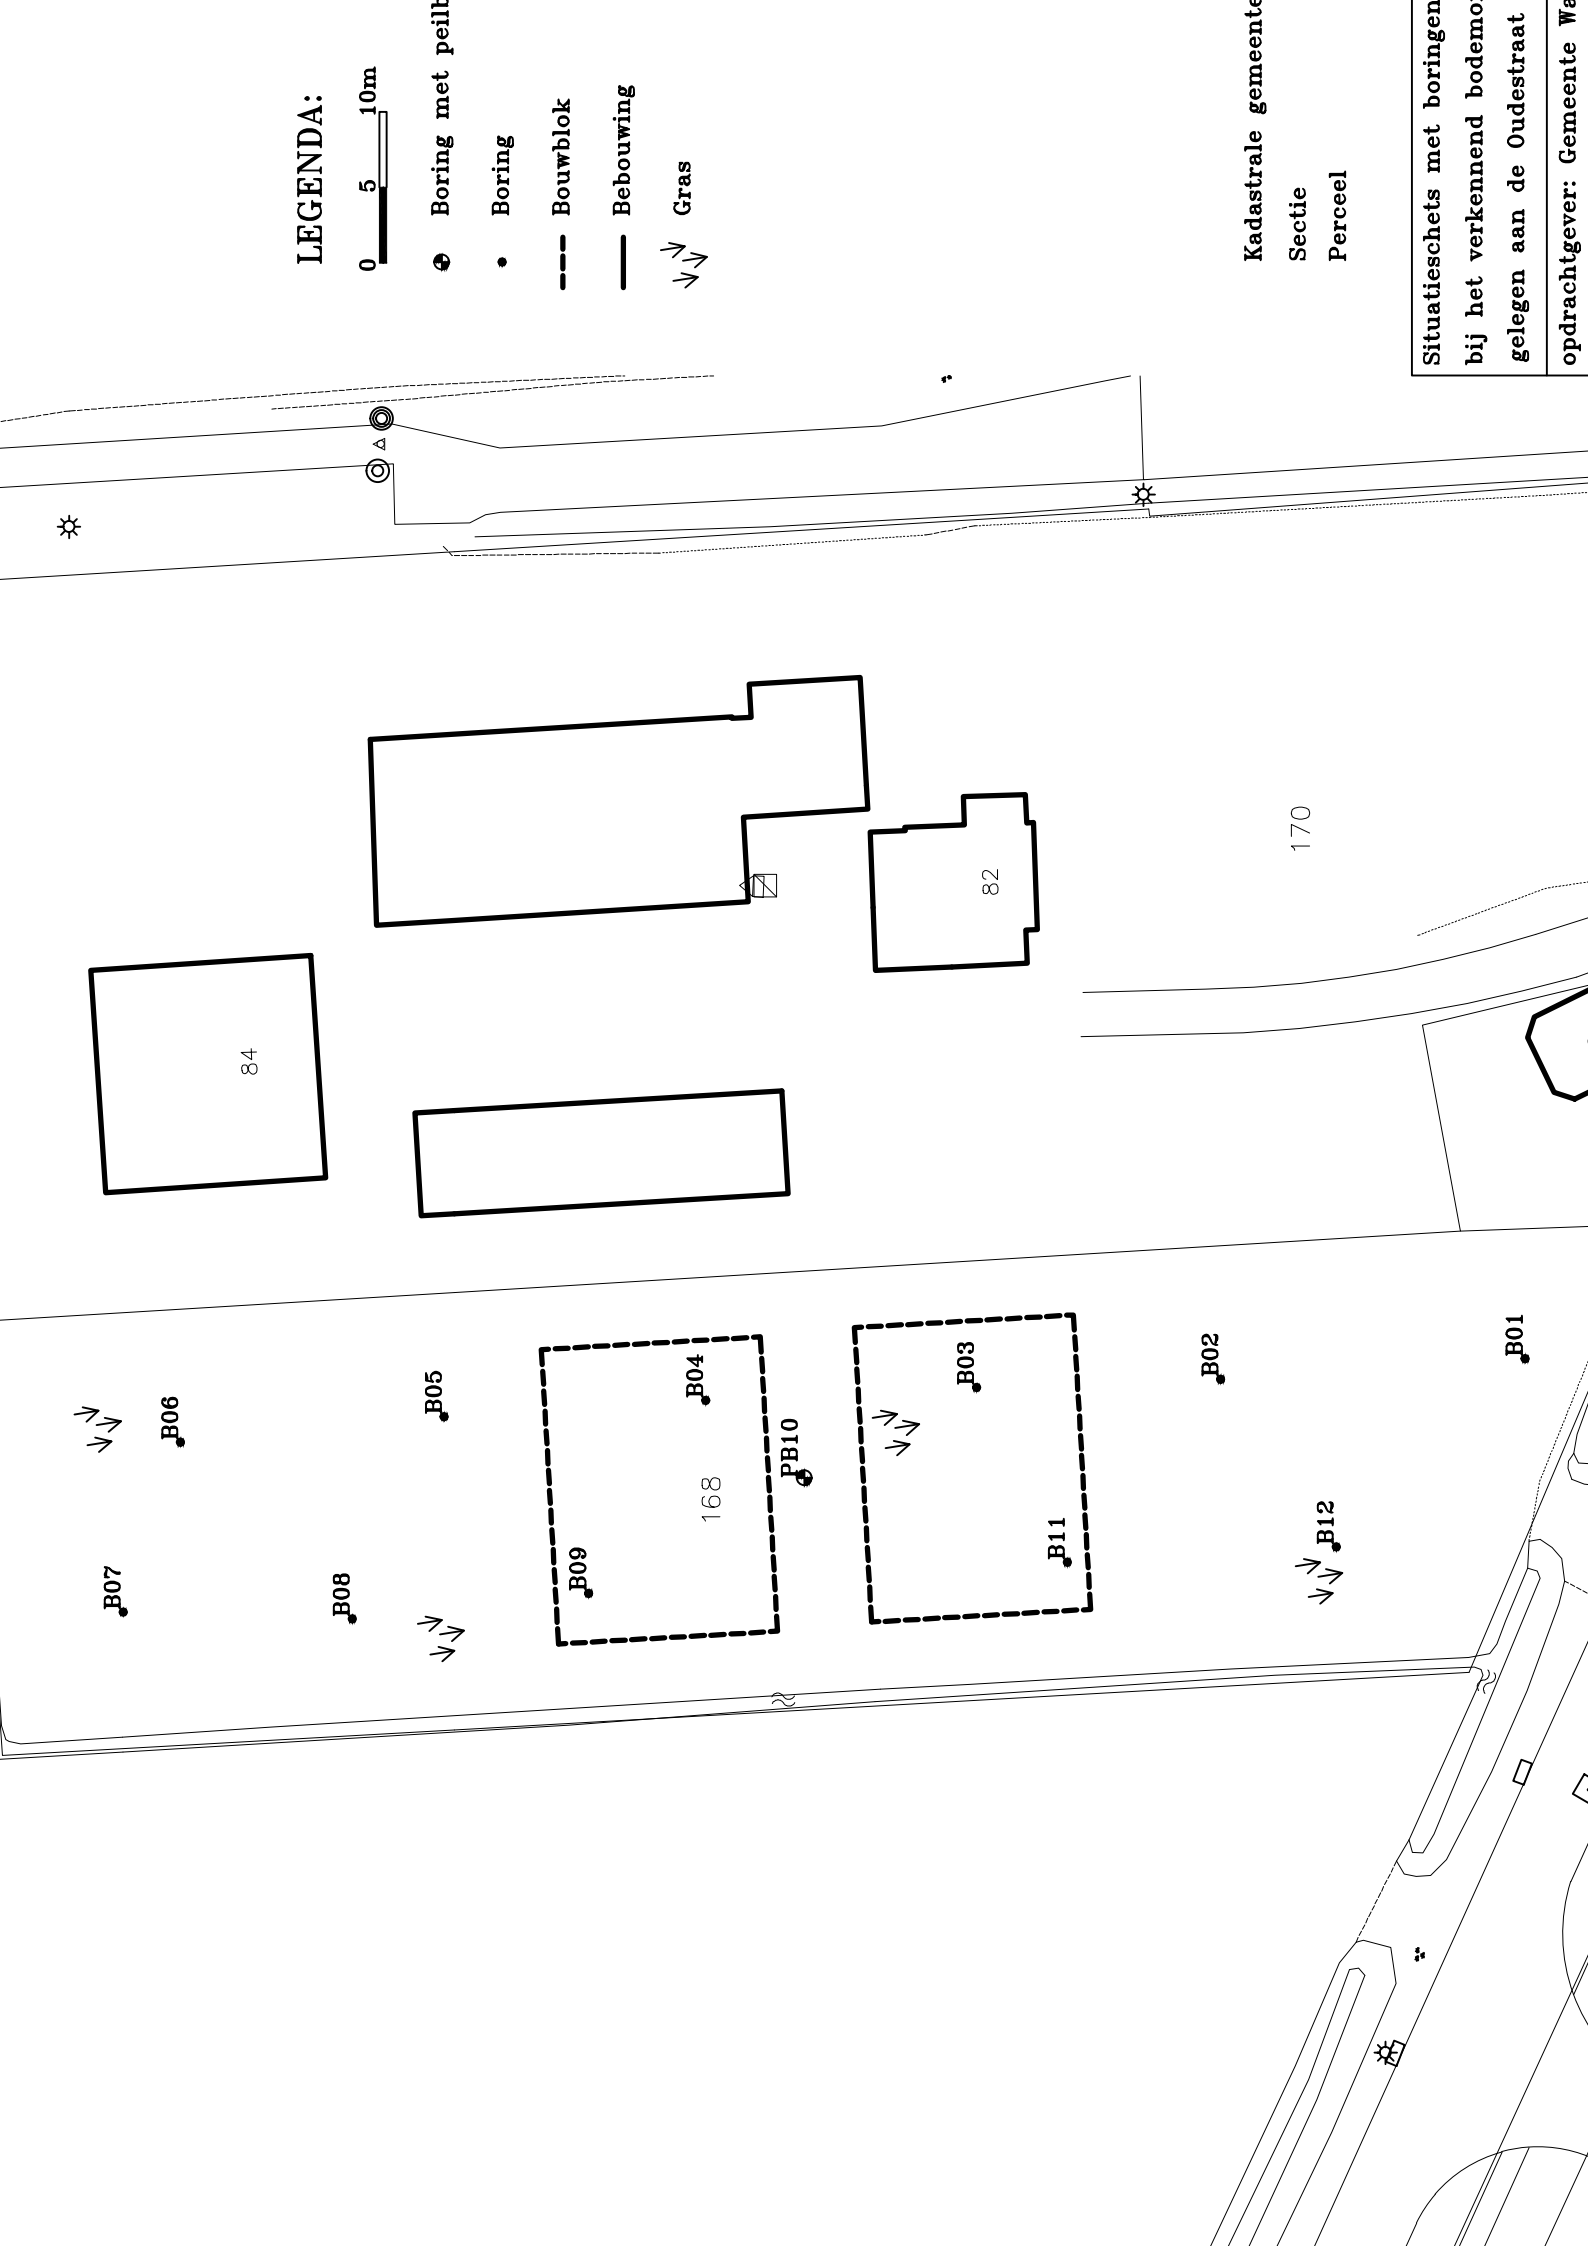 LEGENDA:
0 5 10m
Boring met peilb
Boring
Bouwblok
Bebouwing
Gras
Kadastrale gemeente
Sectie
Perceel
Situatieschets met boringen
bij het verkennend bodemo
gelegen aan de Oudestraat
opdrachtgever: Gemeente Wa
84
82
170
168
B07
B06
B08
B05
B09
B04
PB10
B03
B11
B02
B12
B01